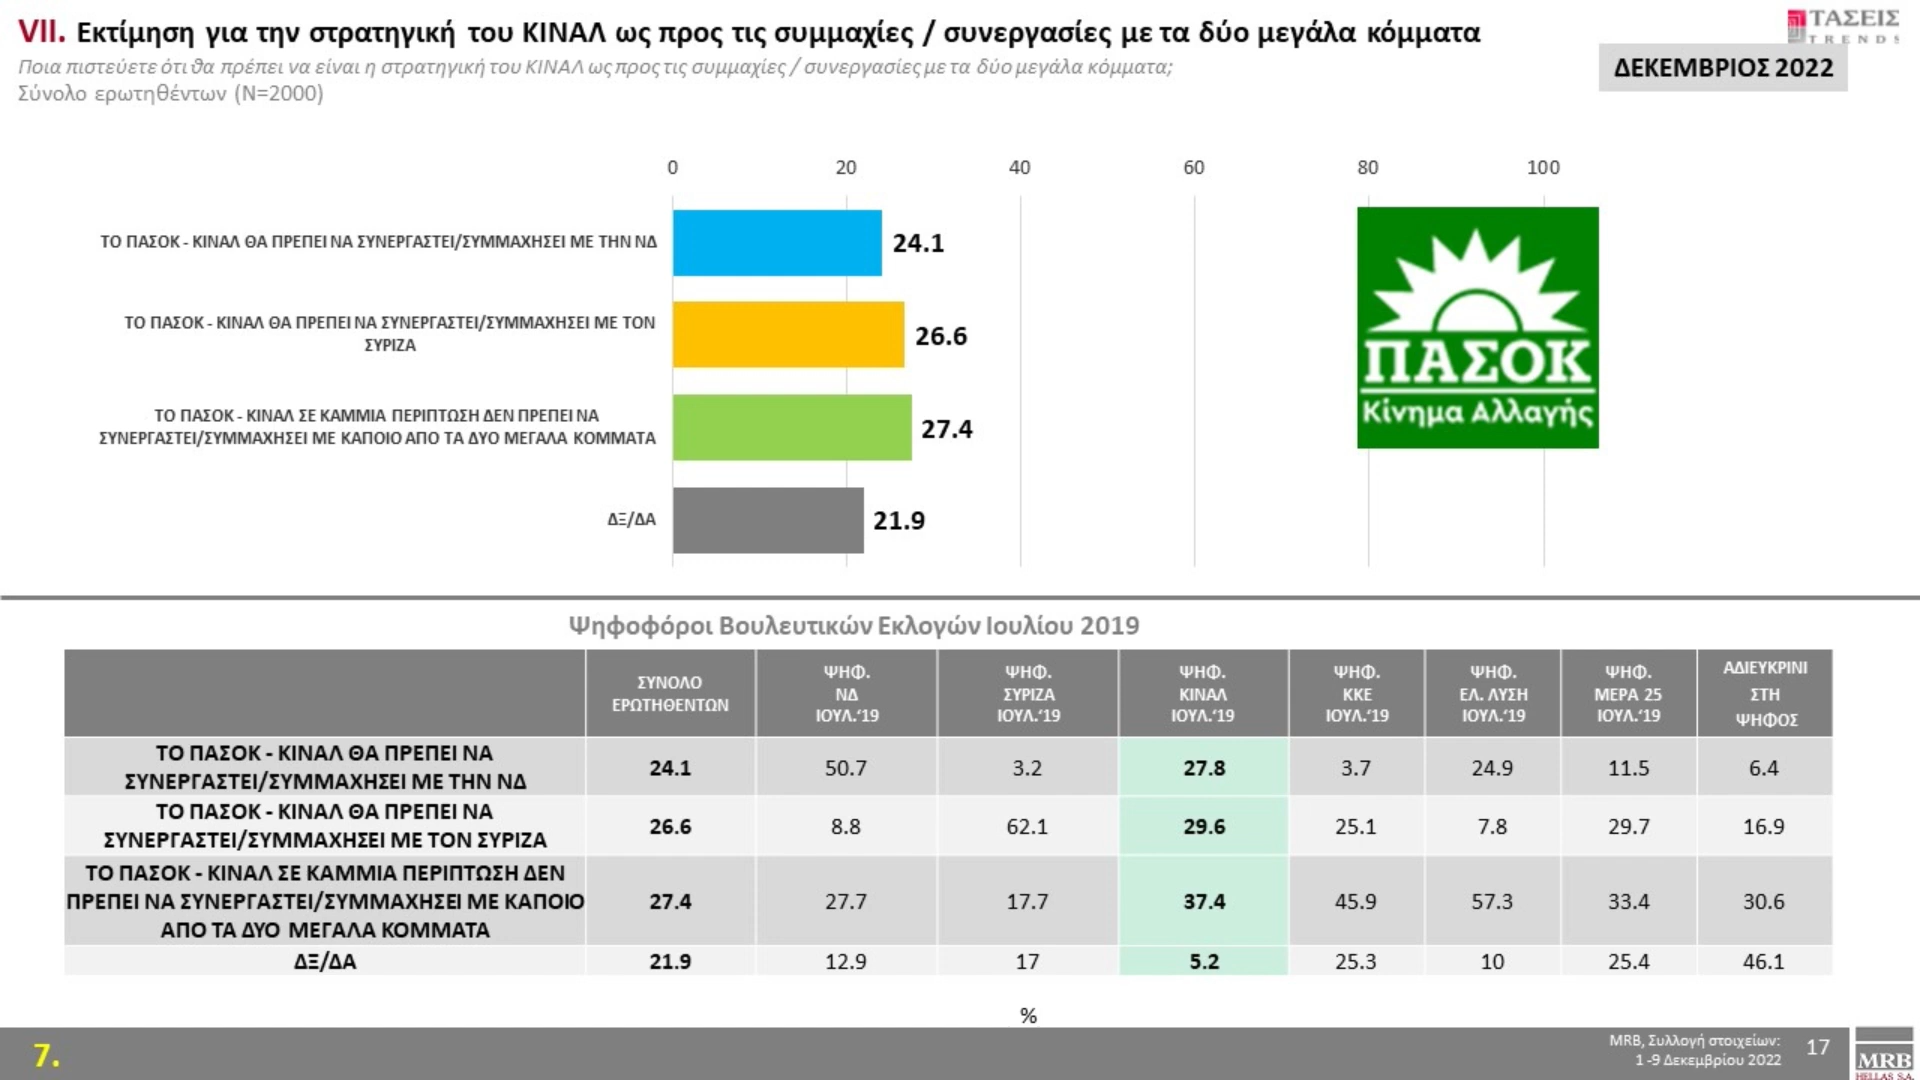 VII. Εκτίμηση για την στρατηγική του ΚΙΝΑΛ ως προς τις συμμαχίες / συνεργασίες με τα δύο μεγάλα κόμματα
Ποια πιστεύετε ότι θα πρέπει να είναι η στρατηγική του ΚΙΝΑΛ ως προς τις συμμαχίες / συνεργασίες με τα δύο μεγάλα κόμματα;
Σύνολο ερωτηθέντων (N=2000)
ΤΑΣΕΙΣ
TRENDS
ΔΕΚΕΜΒΡΙΟΣ 2022
0 20 40 60 80 100
ΤΟ ΠΑΣΟΚ - ΚΙΝΑΛ ΘΑ ΠΡΕΠΕΙ ΝΑ ΣΥΝΕΡΓΑΣΤΕΙ/ΣΥΜΜΑΧΗΣΕΙ ΜΕ ΤΗΝ ΝΔ 24.1
ΤΟ ΠΑΣΟΚ - ΚΙΝΑΛ ΘΑ ΠΡΕΠΕΙ ΝΑ ΣΥΝΕΡΓΑΣΤΕΙ/ΣΥΜΜΑΧΗΣΕΙ ΜΕ ΤΟΝ
ΣΥΡΙΖΑ
26.6
ΤΟ ΠΑΣΟΚ - ΚΙΝΑΛ ΣΕ ΚΑΜΜΙΑ ΠΕΡΙΠΤΩΣΗ ΔΕΝ ΠΡΕΠΕΙ ΝΑ
ΣΥΝΕΡΓΑΣΤΕΙ/ΣΥΜΜΑΧΗΣΕΙ ΜΕ ΚΑΠΟΙΟ ΑΠΟ ΤΑ ΔΥΟ ΜΕΓΑΛΑ ΚΟΜΜΑΤΑ
27.4
ΔΞ/ΔΑ 21.9
ΠΑΣΟΚ
Κίνημα Αλλαγής
Ψηφοφόροι Βουλευτικών Εκλογών Ιουλίου 2019
ΣΥΝΟΛΟ
ΕΡΩΤΗΘΕΝΤΩΝ
ΨΗΦ.
ΝΔ
ΙΟΥΛ.‘19
ΨΗΦ.
ΣΥΡΙΖΑ
ΙΟΥΛ.‘19
ΨΗΦ.
ΚΙΝΑΛ
ΙΟΥΛ.‘19
ΨΗΦ.
ΚΚΕ
ΙΟΥΛ.‘19
ΨΗΦ.
ΕΛ. ΛΥΣΗ
ΙΟΥΛ.‘19
ΨΗΦ.
ΜΕΡΑ 25
ΙΟΥΛ.‘19
ΑΔΙΕΥΚΡΙΝΙ
ΣΤΗ
ΨΗΦΟΣ
ΤΟ ΠΑΣΟΚ - ΚΙΝΑΛ ΘΑ ΠΡΕΠΕΙ ΝΑ
ΣΥΝΕΡΓΑΣΤΕΙ/ΣΥΜΜΑΧΗΣΕΙ ΜΕ ΤΗΝ ΝΔ
24.1 50.7 3.2 27.8 3.7 24.9 11.5 6.4
ΤΟ ΠΑΣΟΚ - ΚΙΝΑΛ ΘΑ ΠΡΕΠΕΙ ΝΑ
ΣΥΝΕΡΓΑΣΤΕΙ/ΣΥΜΜΑΧΗΣΕΙ ΜΕ ΤΟΝ ΣΥΡΙΖΑ
26.6 8.8 62.1 29.6 25.1 7.8 29.7 16.9
ΤΟ ΠΑΣΟΚ - ΚΙΝΑΛ ΣΕ ΚΑΜΜΙΑ ΠΕΡΙΠΤΩΣΗ ΔΕΝ
ΠΡΕΠΕΙ ΝΑ ΣΥΝΕΡΓΑΣΤΕΙ/ΣΥΜΜΑΧΗΣΕΙ ΜΕ ΚΑΠΟΙΟ
ΑΠΟ ΤΑ ΔΥΟ ΜΕΓΑΛΑ ΚΟΜΜΑΤΑ
27.4 27.7 17.7 37.4 45.9 57.3 33.4 30.6
ΔΞ/ΔΑ 21.9 12.9 17 5.2 25.3 10 25.4 46.1
%
7.
MRB, Συλλογή στοιχείων:
1 -9 Δεκεμβρίου 2022
17
MRB
HELLAS S.A.